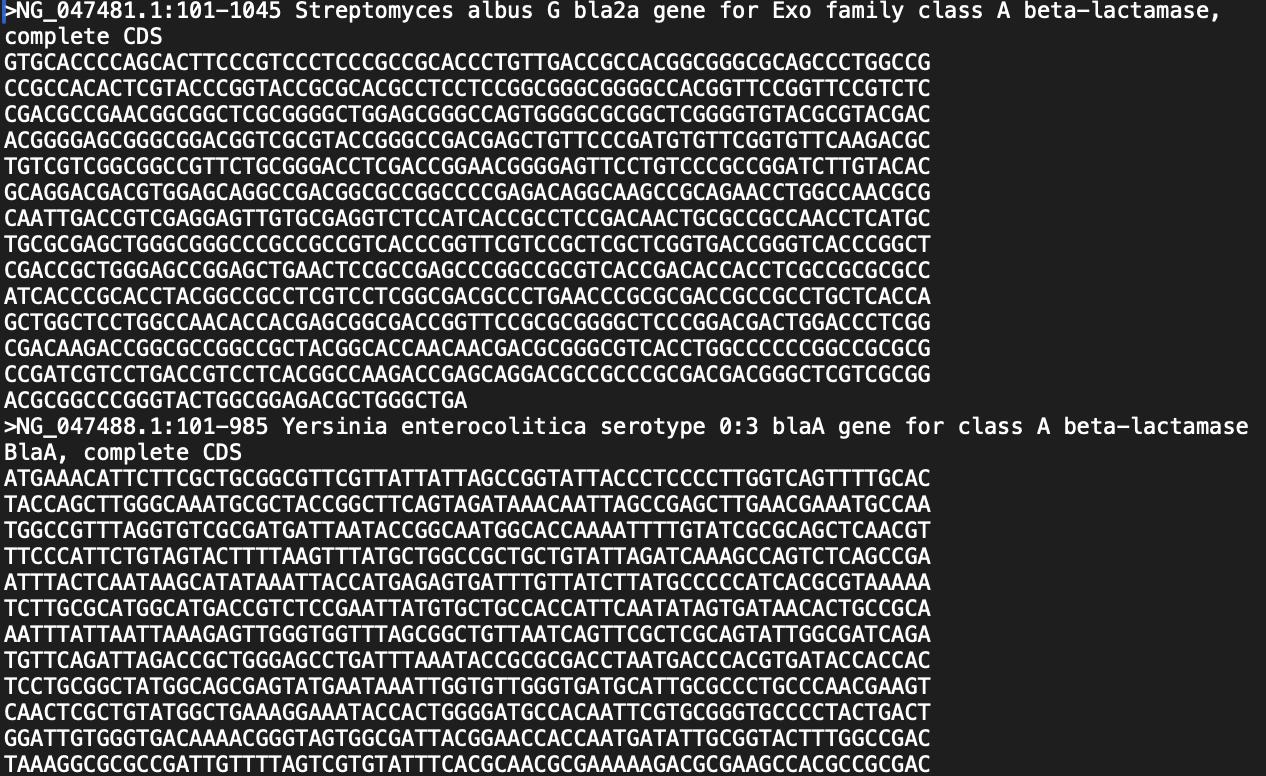 >NG_047481.1:101-1045 Streptomyces albus G bla2a gene for Exo family class A beta-lactamase,
complete CDS
GTGCACCCCAGCACTTCCCGTCCCTCCCGCCGCACCCTGTTGACCGCCACGGCGGGCGCAGCCCTGGCCG
CCGCCACACTCGTACCCGGTACCGCGCACGCCTCCTCCGGCGGGCGGGGCCACGGTTCCGGTTCCGTCTC
CGACGCCGAACGGCGGCTCGCGGGGCTGGAGCGGGCCAGTGGGGCGCGGCTCGGGGTGTACGCGTACGAC
ACGGGGAGCGGGCGGACGGTCGCGTACCGGGCCGACGAGCTGTTCCCGATGTGTTCGGTGTTCAAGACGC
TGTCGTCGGCGGCCGTTCTGCGGGACCTCGACCGGAACGGGGAGTTCCTGTCCCGCCGGATCTTGTACAC
GCAGGACGACGTGGAGCAGGCCGACGGCGCCGGCCCCGAGACAGGCAAGCCGCAGAACCTGGCCAACGCG
CAATTGACCGTCGAGGAGTTGTGCGAGGTCTCCATCACCGCCTCCGACAACTGCGCCGCCAACCTCATGC
TGCGCGAGCTGGGCGGGCCCGCCGCCGTCACCCGGTTCGTCCGCTCGCTCGGTGACCGGGTCACCCGGCT
CGACCGCTGGGAGCCGGAGCTGAACTCCGCCGAGCCCGGCCGCGTCACCGACACCACCTCGCCGCGCGCC
ATCACCCGCACCTACGGCCGCCTCGTCCTCGGCGACGCCCTGAACCCGCGCGACCGCCGCCTGCTCACCA
GCTGGCTCCTGGCCAACACCACGAGCGGCGACCGGTTCCGCGCGGGGCTCCCGGACGACTGGACCCTCGG
CGACAAGACCGGCGCCGGCCGCTACGGCACCAACAACGACGCGGGCGTCACCTGGCCCCCCGGCCGCGCG
CCGATCGTCCTGACCGTCCTCACGGCCAAGACCGAGCAGGACGCCGCCCGCGACGACGGGCTCGTCGCGG
ACGCGGCCCGGGTACTGGCGGAGACGCTGGGCTGA
>NG_047488.1:101-985 Yersinia enterocolitica serotype 0:3 blaA gene for class A beta-lactamase
BlaA, complete CDS
ATGAAACATTCTTCGCTGCGGCGTTCGTTATTATTAGCCGGTATTACCCTCCCCTTGGTCAGTTTTGCAC
TACCAGCTTGGGCAAATGCGCTACCGGCTTCAGTAGATAAACAATTAGCCGAGCTTGAACGAAATGCCAA
TGGCCGTTTAGGTGTCGCGATGATTAATACCGGCAATGGCACCAAAATTTTGTATCGCGCAGCTCAACGT
TTCCCATTCTGTAGTACTTTTAAGTTTATGCTGGCCGCTGCTGTATTAGATCAAAGCCAGTCTCAGCCGA
ATTTACTCAATAAGCATATAAATTACCATGAGAGTGATTTGTTATCTTATGCCCCCATCACGCGTAAAAA
TCTTGCGCATGGCATGACCGTCTCCGAATTATGTGCTGCCACCATTCAATATAGTGATAACACTGCCGCA
AATTTATTAATTAAAGAGTTGGGTGGTTTAGCGGCTGTTAATCAGTTCGCTCGCAGTATTGGCGATCAGA
TGTTCAGATTAGACCGCTGGGAGCCTGATTTAAATACCGCGCGACCTAATGACCCACGTGATACCACCAC
TCCTGCGGCTATGGCAGCGAGTATGAATAAATTGGTGTTGGGTGATGCATTGCGCCCTGCCCAACGAAGT
CAACTCGCTGTATGGCTGAAAGGAAATACCACTGGGGATGCCACAATTCGTGCGGGTGCCCCTACTGACT
GGATTGTGGGTGACAAAACGGGTAGTGGCGATTACGGAACCACCAATGATATTGCGGTACTTTGGCCGAC
TAAAGGCGCGCCGATTGTTTTAGTCGTGTATTTCACGCAACGCGAAAAAGACGCGAAGCCACGCCGCGAC